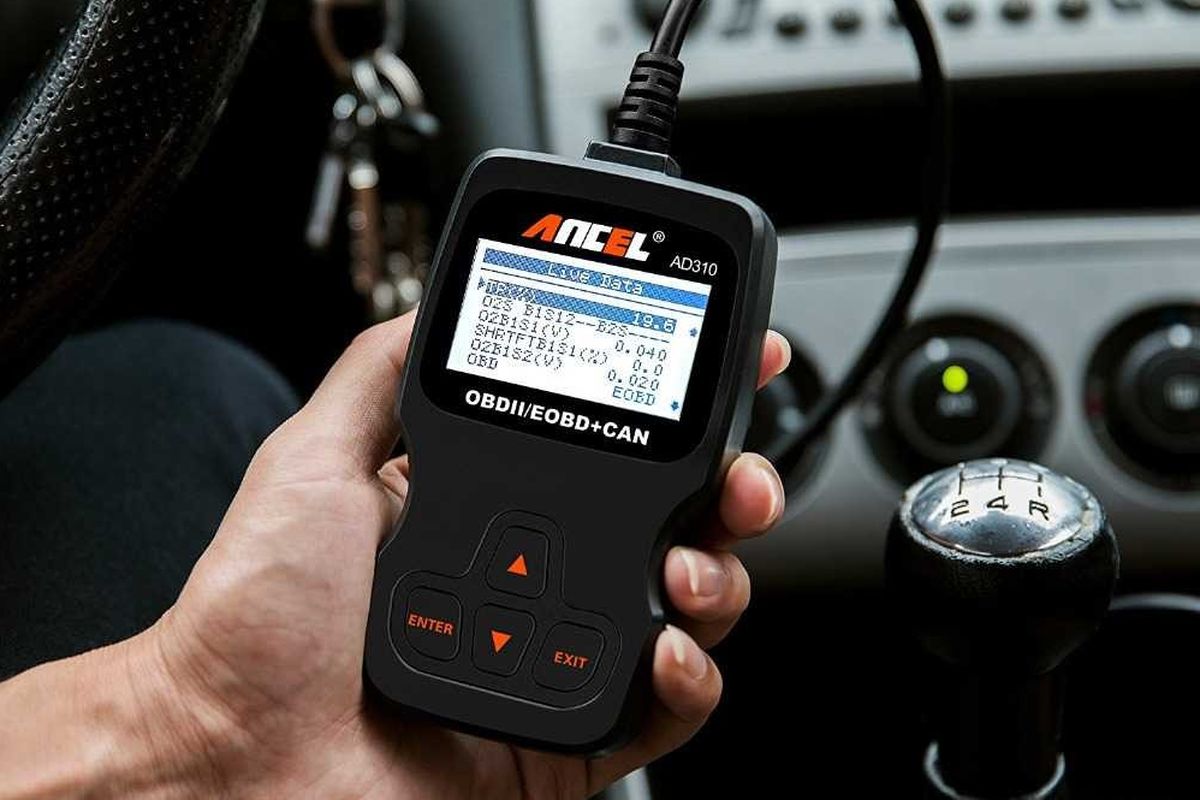 ANCEL®
AD310
Live Data
TP(%) 19.6
O2S B1S12--B2S----
O2B1S1(V) 0.040
SHRTFTB1S1(%) 0.0
O2B1S2(V) 0.020
OBD EOBD
OBDII/EOBD+CAN
ENTER
EXIT
2 4 R